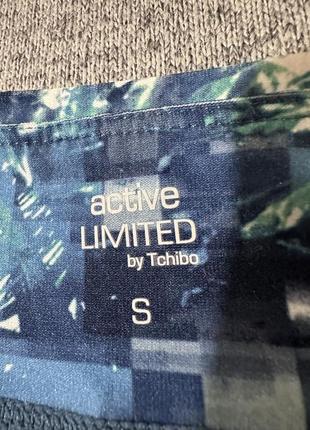 active
LIMITED
by Tchibo
S